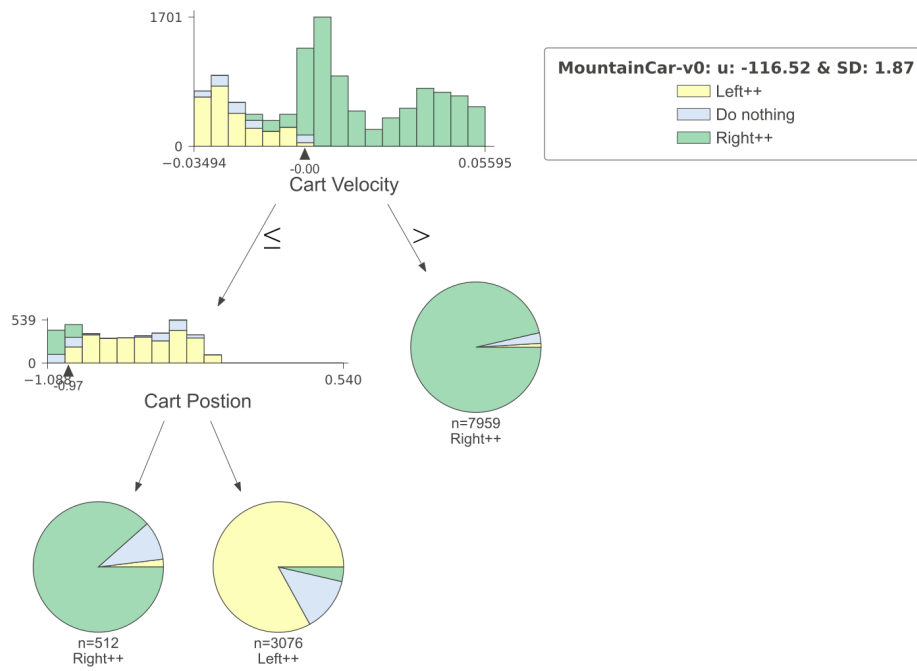 1701
0
−0.03494
-0.00
0.05595
Cart Velocity
MountainCar-v0: u: -116.52 & SD: 1.87
Left++
Do nothing
Right++
≤
>
539
0
−1.088
-0.97
0.540
Cart Postion
n=7959
Right++
n=512
Right++
n=3076
Left++